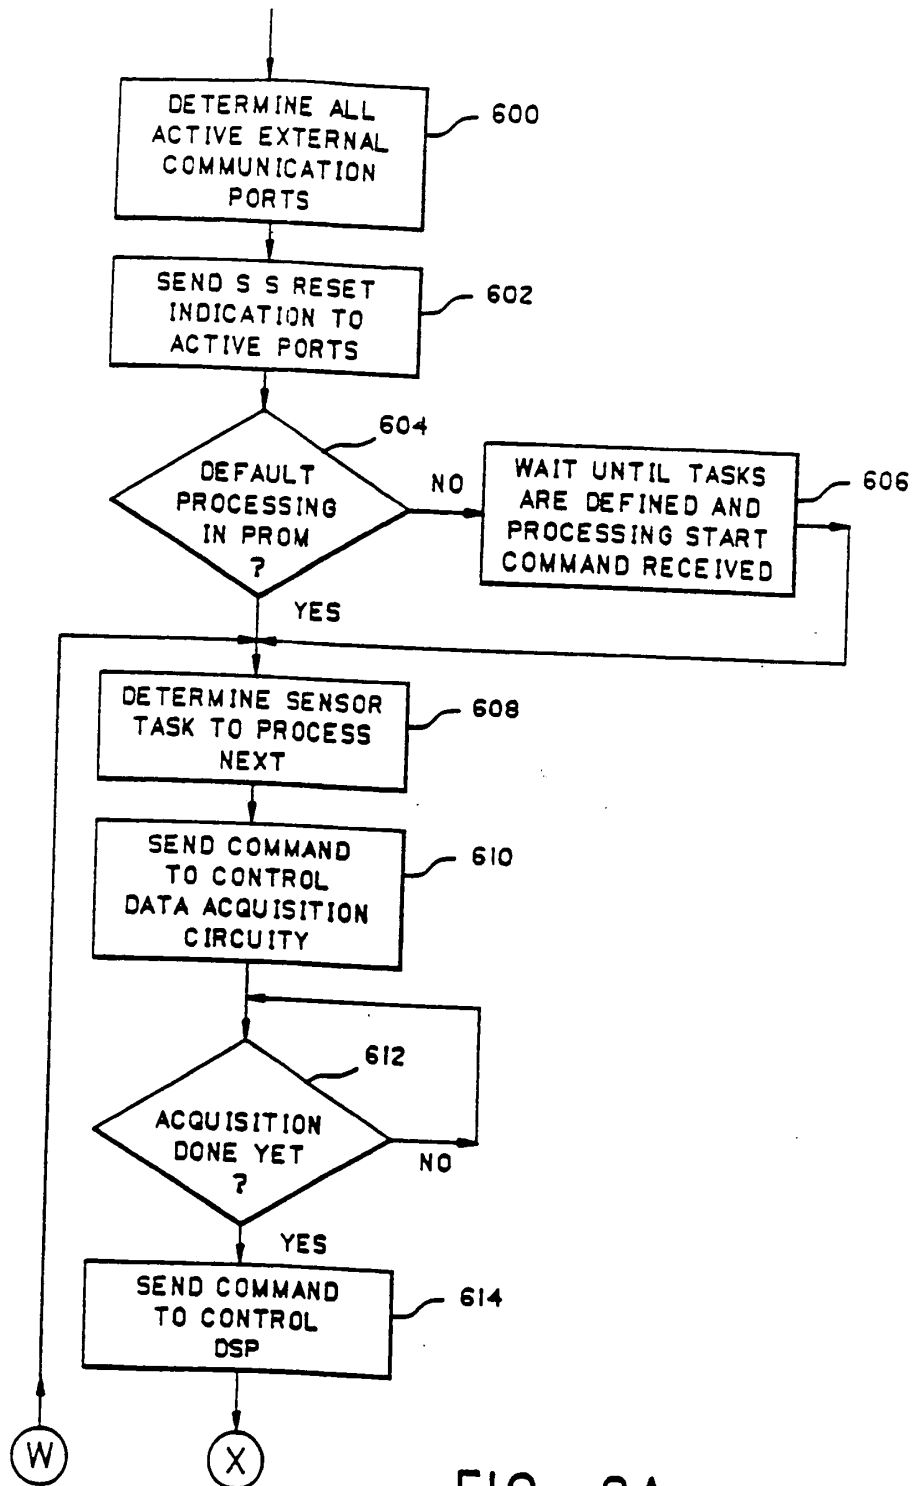 DETERMINE ALL
ACTIVE EXTERNAL
COMMUNICATION
PORTS
600
SEND S S RESET
INDICATION TO
ACTIVE PORTS
602
604
DEFAULT
PROCESSING
IN PROM
?
NO
WAIT UNTIL TASKS
ARE DEFINED AND
PROCESSING START
COMMAND RECEIVED
606
YES
DETERMINE SENSOR
TASK TO PROCESS
NEXT
608
SEND COMMAND
TO CONTROL
DATA ACQUISITION
CIRCUITY
610
612
ACQUISITION
DONE YET
?
NO
YES
SEND COMMAND
TO CONTROL
DSP
614
W
X
FIG.